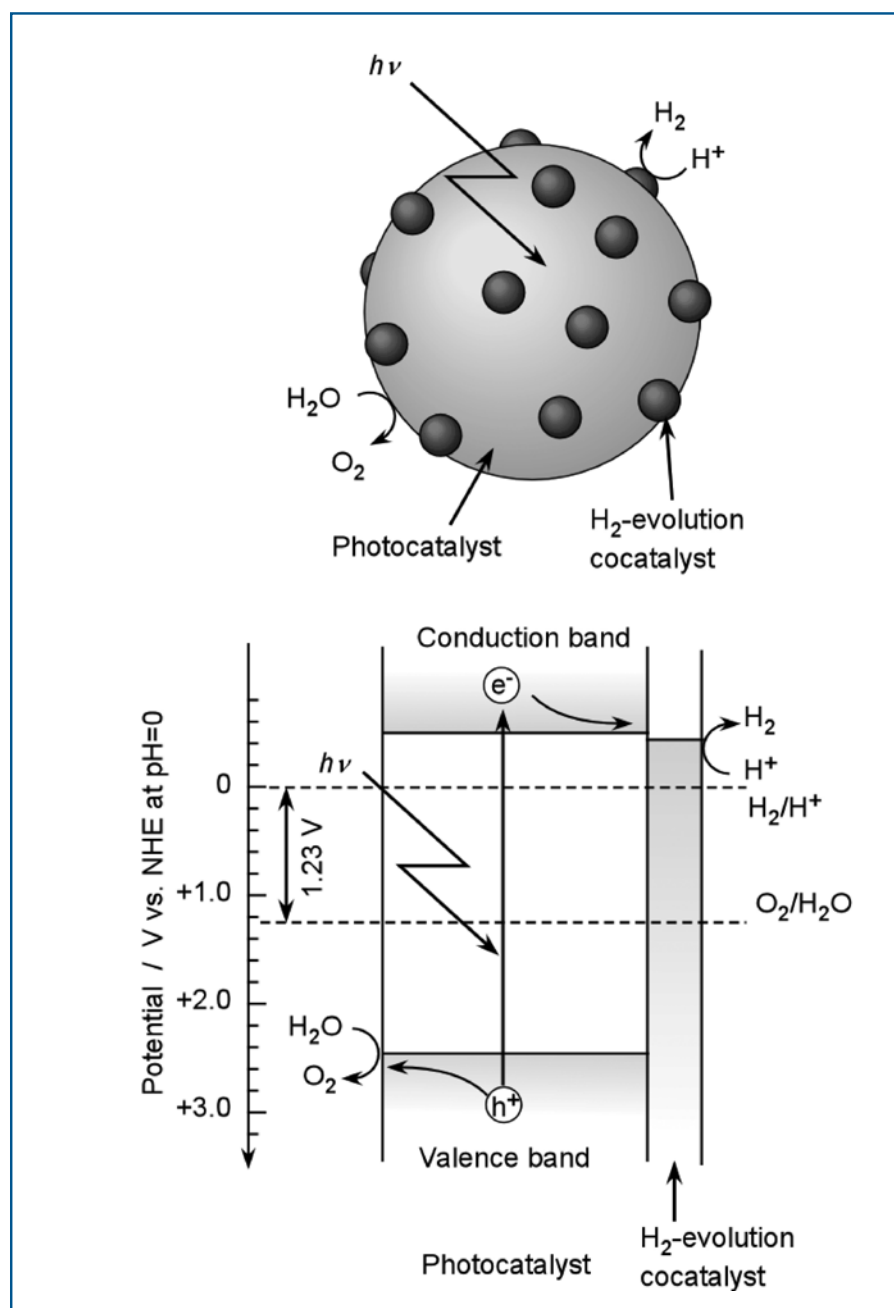 hν
H₂
H⁺
H₂O
O₂
Photocatalyst
H₂-evolution
cocatalyst
Conduction band
e⁻
H₂
H⁺
hν
0
H₂/H⁺
1.23 V
+1.0
O₂/H₂O
+2.0
H₂O
O₂
h⁺
+3.0
Potential / V vs. NHE at pH=0
Valence band
Photocatalyst
H₂-evolution
cocatalyst